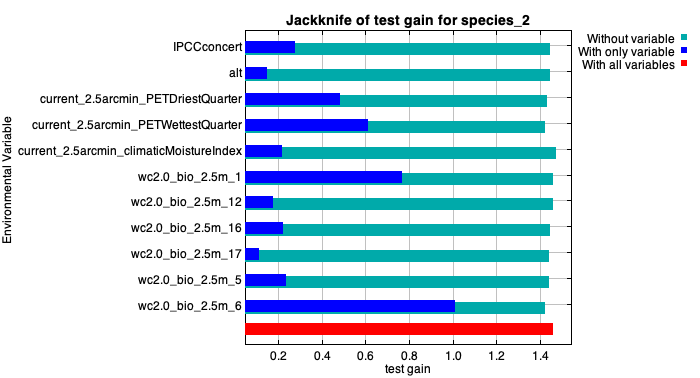 Jackknife of test gain for species_2
Without variable
With only variable
With all variables
Environmental Variable
IPCCconcert
alt
current_2.5arcmin_PETDriestQuarter
current_2.5arcmin_PETWettestQuarter
current_2.5arcmin_climaticMoistureIndex
wc2.0_bio_2.5m_1
wc2.0_bio_2.5m_12
wc2.0_bio_2.5m_16
wc2.0_bio_2.5m_17
wc2.0_bio_2.5m_5
wc2.0_bio_2.5m_6
0.2 0.4 0.6 0.8 1.0 1.2 1.4
test gain